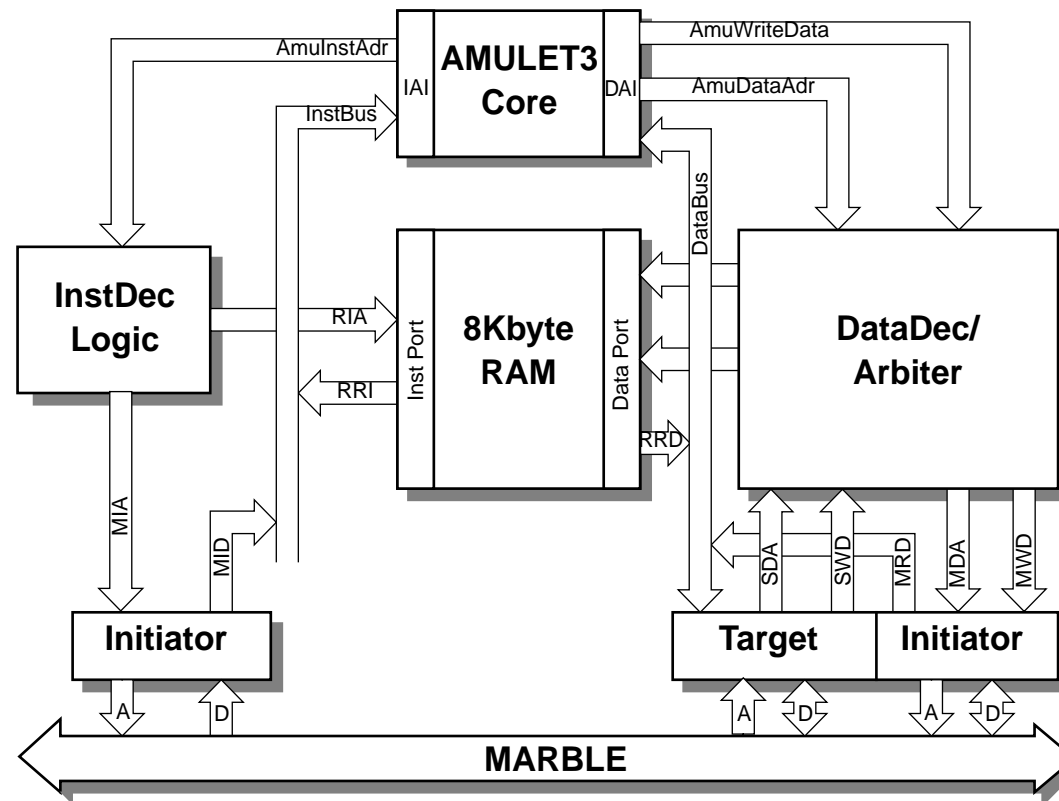 AmuInstAdr
IAI
AMULET3
Core
DAI
AmuWriteData
AmuDataAdr
InstBus
DataBus
InstDec
Logic
RIA
RRI
Inst Port
8Kbyte
RAM
Data Port
RRD
DataDec/
Arbiter
MIA
MID
SDA
SWD
MRD
MDA
MWD
Initiator
Target
Initiator
A
D
A
D
A
D
MARBLE